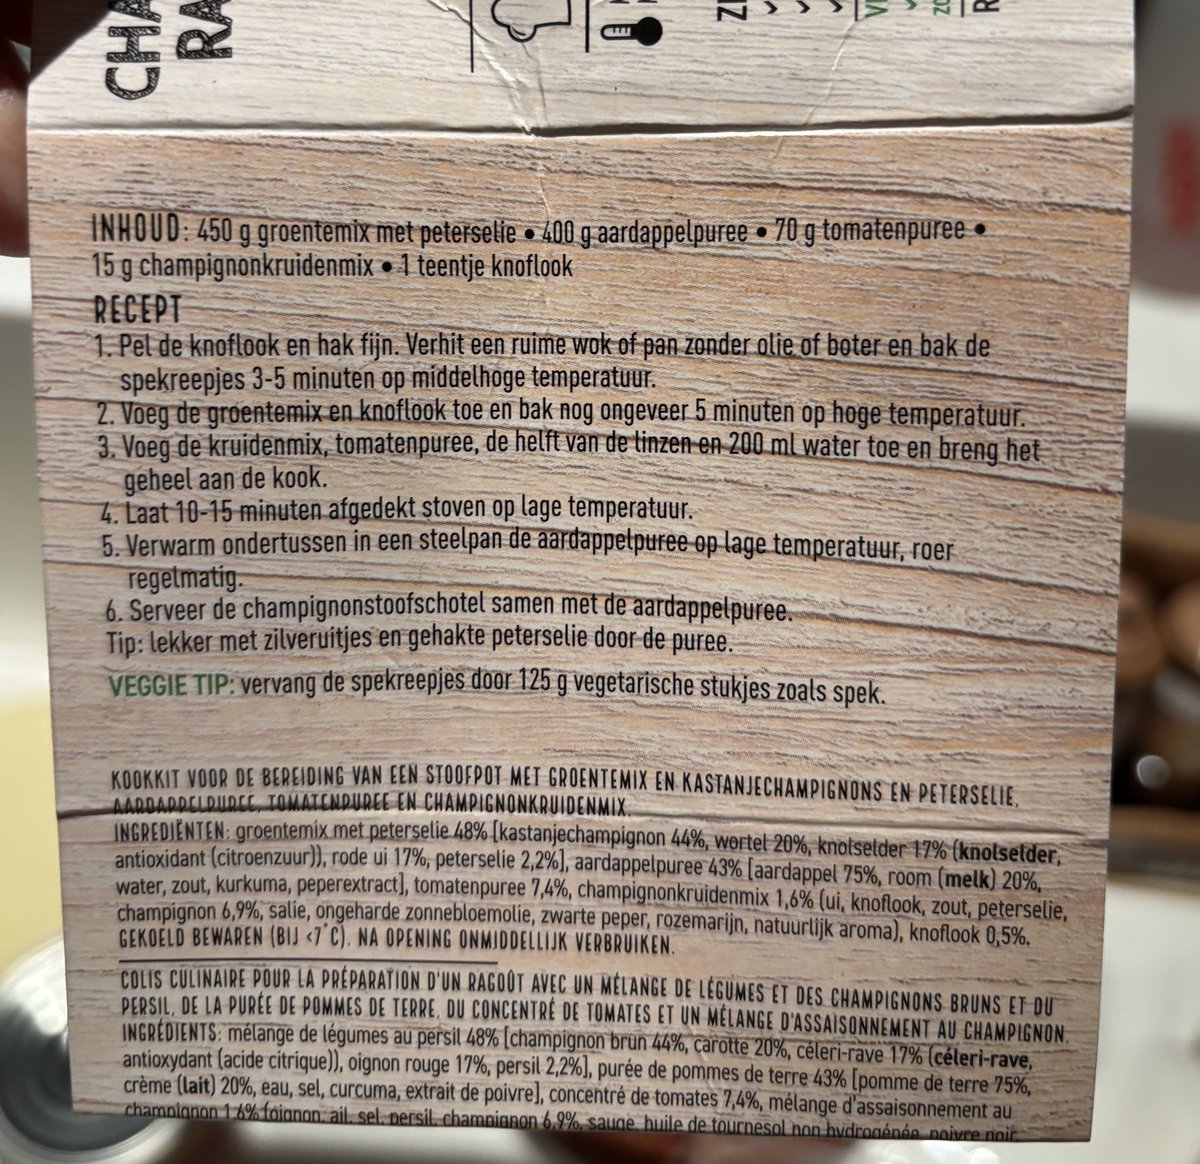 CHA
RA
INHOUD: 450 g groentemix met peterselie • 400 g aardappelpuree • 70 g tomatenpuree •
15 g champignonkruidenmix • 1 teentje knoflook
RECEPT
1. Pel de knoflook en hak fijn. Verhit een ruime wok of pan zonder olie of boter en bak de
spekreepjes 3-5 minuten op middelhoge temperatuur.
2. Voeg de groentemix en knoflook toe en bak nog ongeveer 5 minuten op hoge temperatuur.
3. Voeg de kruidenmix, tomatenpuree, de helft van de linzen en 200 ml water toe en breng het
geheel aan de kook.
4. Laat 10-15 minuten afgedekt stoven op lage temperatuur.
5. Verwarm ondertussen in een steelpan de aardappelpuree op lage temperatuur, roer
regelmatig.
6. Serveer de champignonstoofschotel samen met de aardappelpuree.
Tip: lekker met zilveruitjes en gehakte peterselie door de puree.
VEGGIE TIP: vervang de spekreepjes door 125 g vegetarische stukjes zoals spek.
KOOKKIT VOOR DE BEREIDING VAN EEN STOOFPOT MET GROENTEMIX EN KASTANJECHAMPIGNONS EN PETERSELIE,
AARDAPPELPUREE, TOMATENPUREE EN CHAMPIGNONKRUIDENMIX.
INGREDIËNTEN: groentemix met peterselie 48% [kastanjechampignon 44%, wortel 20%, knolselder 17% (knolselder,
antioxidant (citroenzuur)), rode ui 17%, peterselie 2,2%], aardappelpuree 43% [aardappel 75%, room (melk) 20%,
water, zout, kurkuma, peperextract], tomatenpuree 7,4%, champignonkruidenmix 1,6% (ui, knoflook, zout, peterselie,
champignon 6,9%, salie, ongeharde zonnebloemolie, zwarte peper, rozemarijn, natuurlijk aroma), knoflook 0,5%.
GEKOELD BEWAREN (BIJ <7°C). NA OPENING ONMIDDELLIJK VERBRUIKEN.
COLIS CULINAIRE POUR LA PRÉPARATION D'UN RAGOÛT AVEC UN MÉLANGE DE LÉGUMES ET DES CHAMPIGNONS BRUNS ET DU
PERSIL, DE LA PURÉE DE POMMES DE TERRE, DU CONCENTRÉ DE TOMATES ET UN MÉLANGE D'ASSAISONNEMENT AU CHAMPIGNON.
INGRÉDIENTS: mélange de légumes au persil 48% [champignon brun 44%, carotte 20%, céleri-rave 17% (céleri-rave,
antioxydant (acide citrique)), oignon rouge 17%, persil 2,2%], purée de pommes de terre 43% [pomme de terre 75%,
crème (lait) 20%, eau, sel, curcuma, extrait de poivre], concentré de tomates 7,4%, mélange d'assaisonnement au
champignon 1,6% (oignon, ail, sel, persil, champignon 6,9%, sauge, huile de tournesol non hydrogénée, poivre noir,